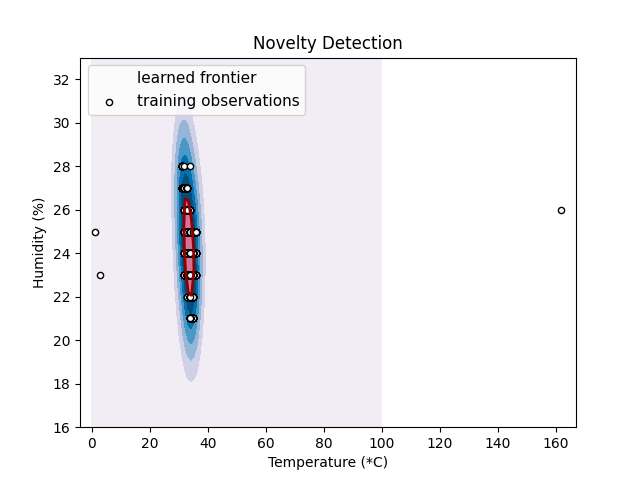 Novelty Detection
learned frontier
training observations
32
30
28
26
24
22
20
18
16
Humidity (%)
0 20 40 60 80 100 120 140 160
Temperature (*C)